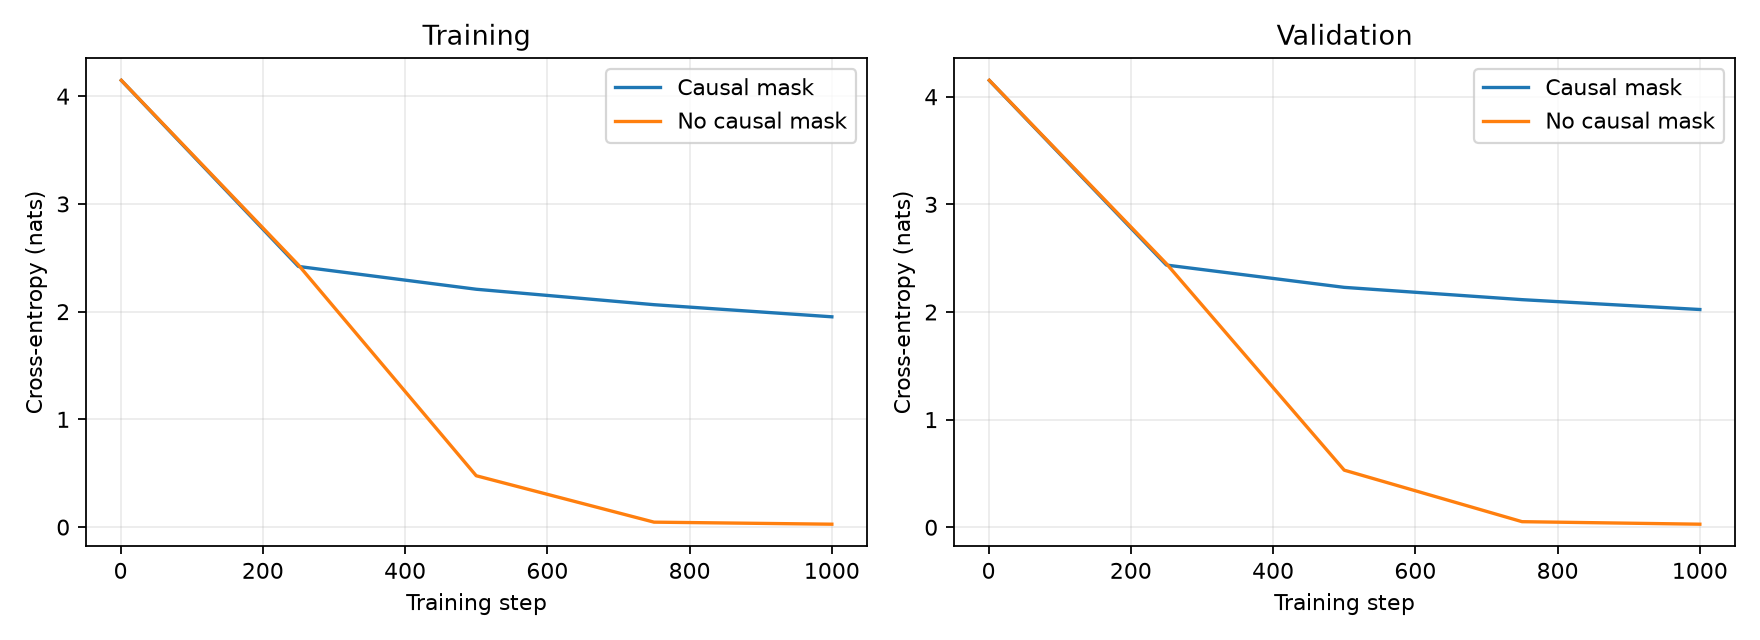 Training
Causal mask
No causal mask
Cross-entropy (nats)
4
3
2
1
0
0 200 400 600 800 1000
Training step
Validation
Causal mask
No causal mask
Cross-entropy (nats)
4
3
2
1
0
0 200 400 600 800 1000
Training step